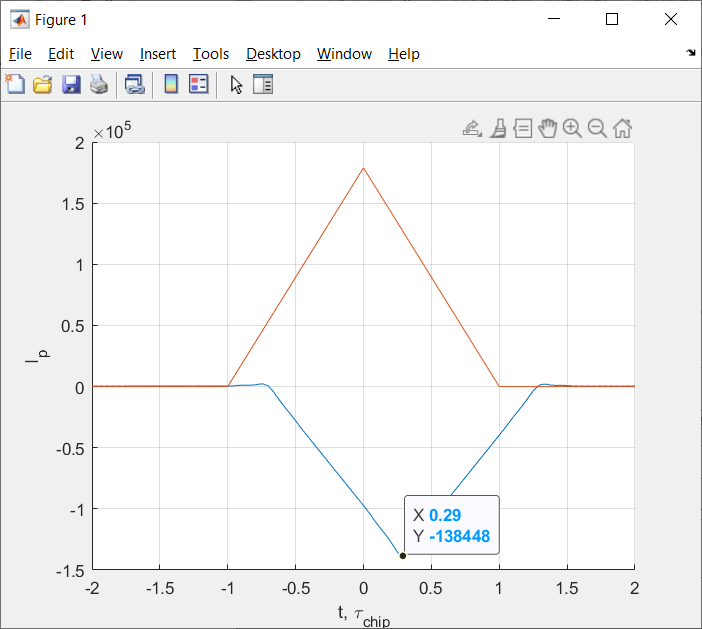 Figure 1
File Edit View Insert Tools Desktop Window Help
×10⁵
2
1.5
1
0.5
0
-0.5
-1
-1.5
I_p
X 0.29
Y -138448
-2 -1.5 -1 -0.5 0 0.5 1 1.5 2
t, τ_chip